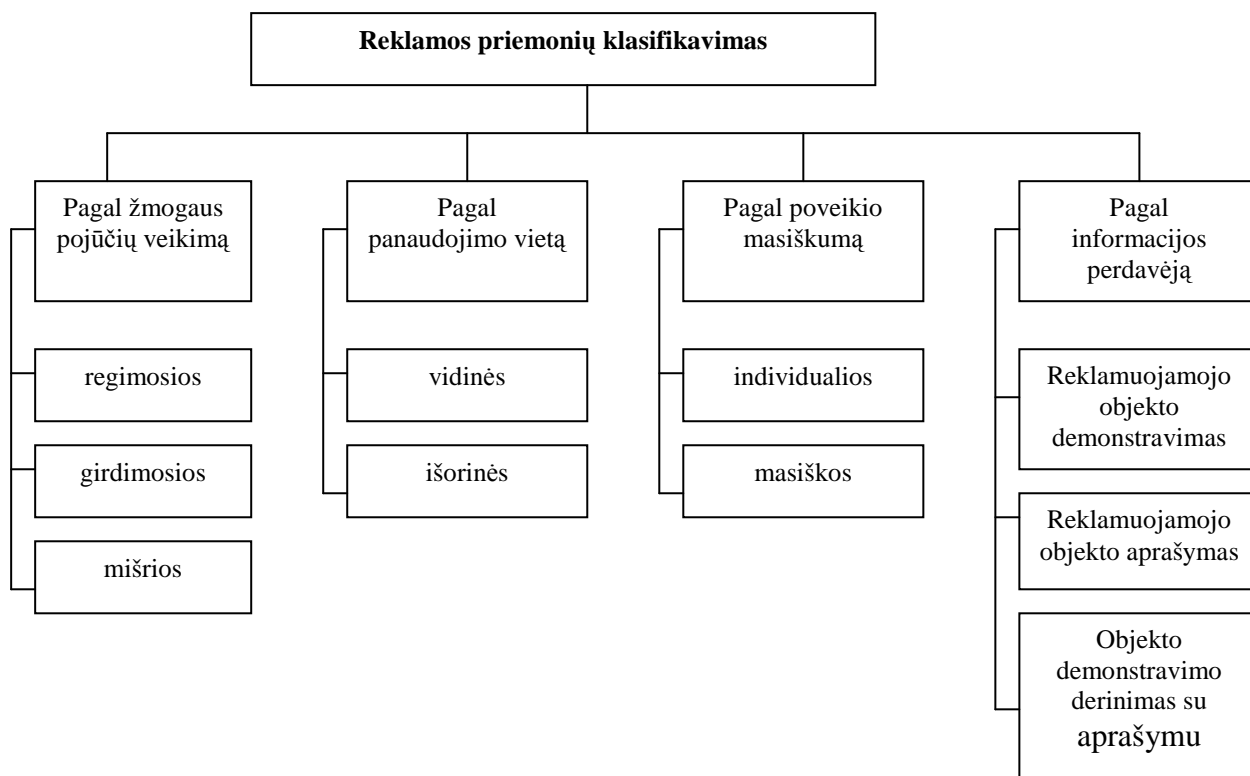 Reklamos priemonių klasifikavimas
Pagal žmogaus
pojūčių veikimą
Pagal
panaudojimo vietą
Pagal poveikio
masiškumą
Pagal
informacijos
perdavėją
regimosios
vidinės
individualios
Reklamuojamojo
objekto
demonstravimas
girdimosios
išorinės
masiškos
Reklamuojamojo
objekto aprašymas
mišrios
Objekto
demonstravimo
derinimas su
aprašymu